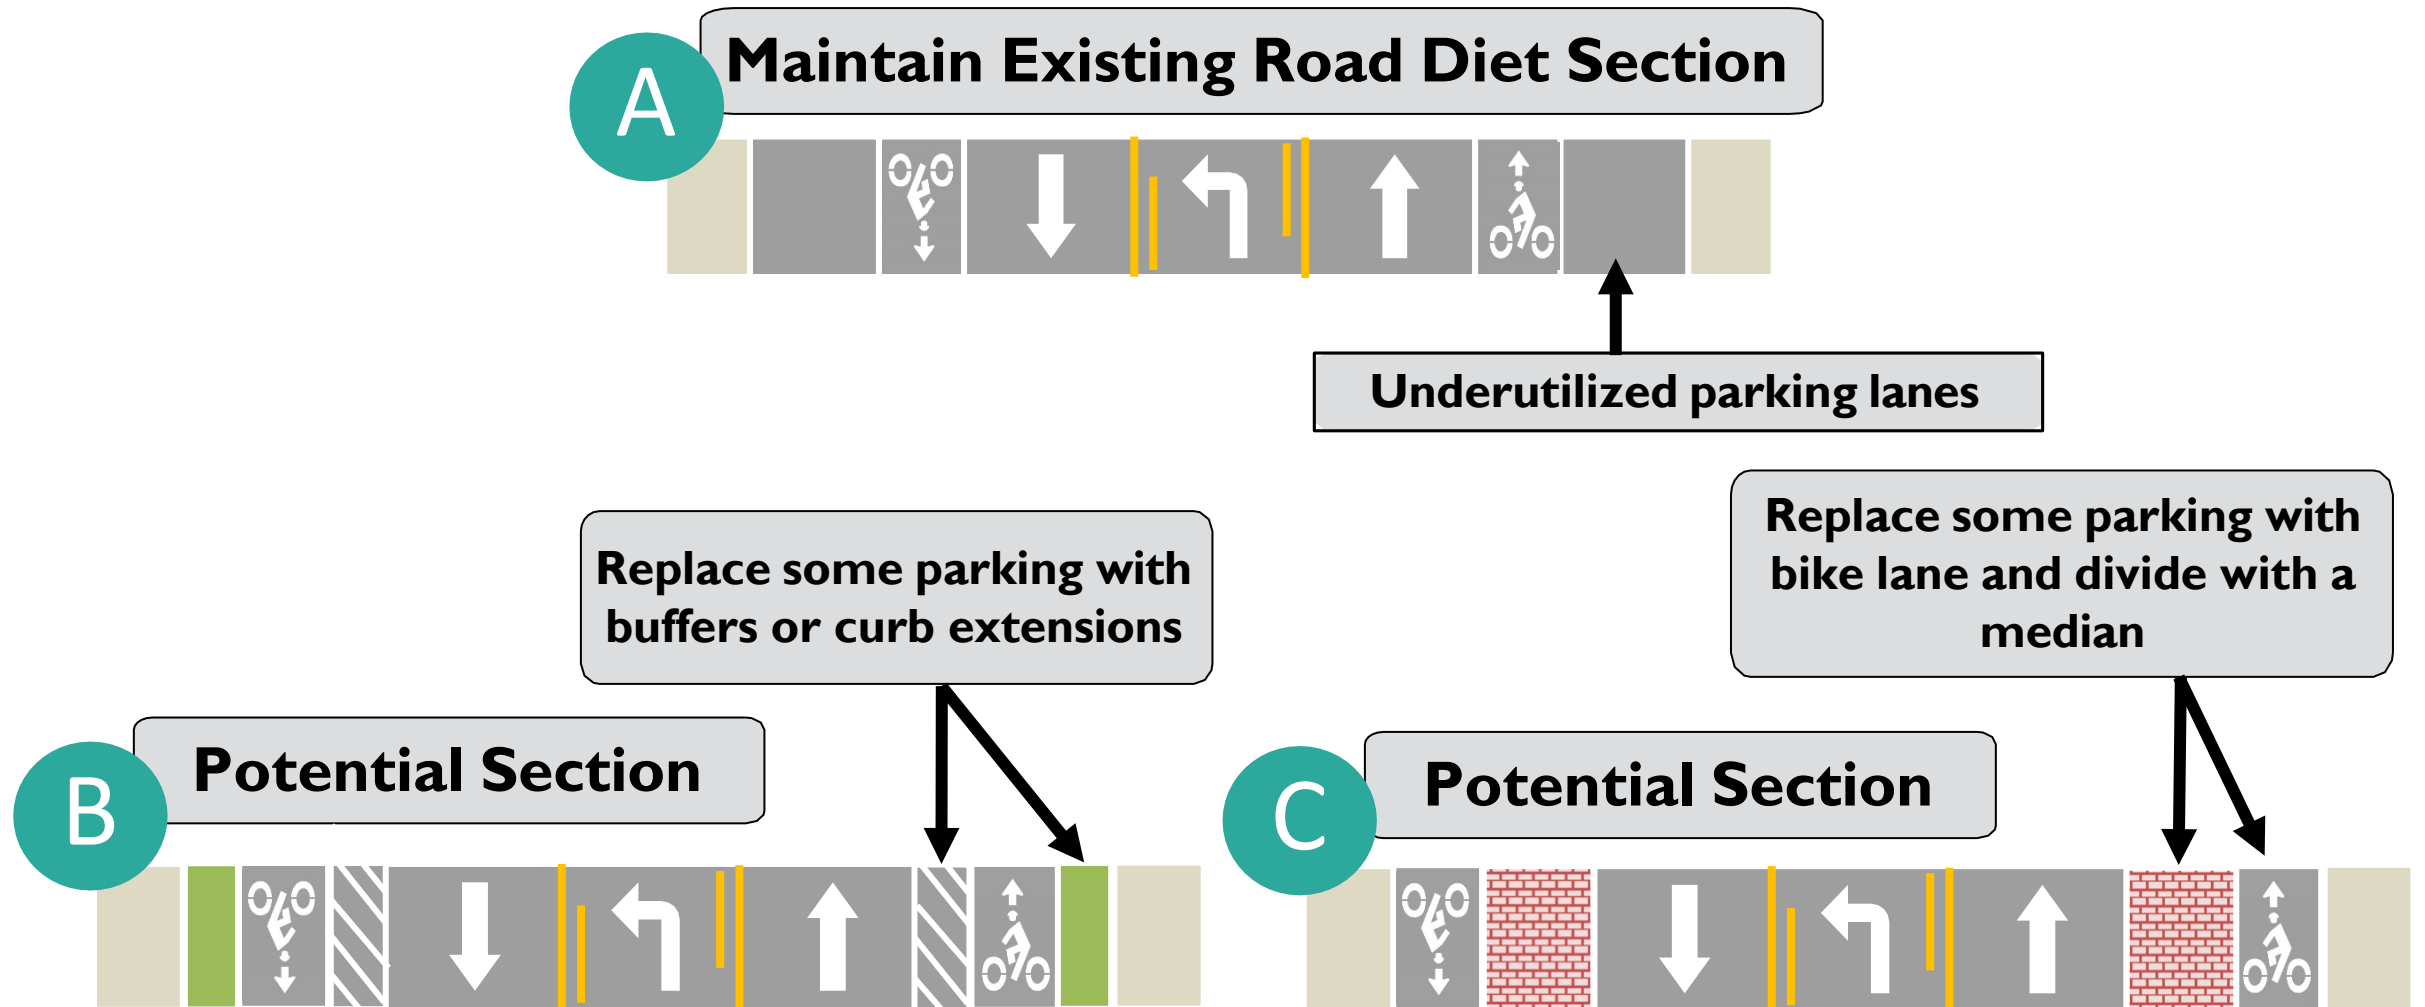 A
Maintain Existing Road Diet Section
Underutilized parking lanes
Replace some parking with
buffers or curb extensions
Replace some parking with
bike lane and divide with a
median
B
Potential Section
C
Potential Section